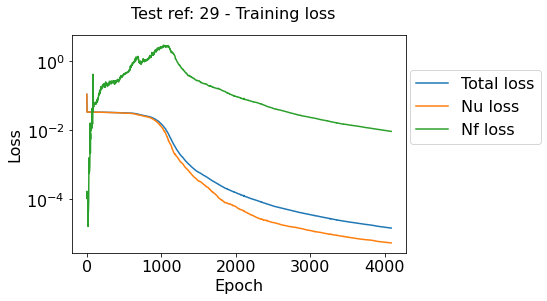 Test ref: 29 - Training loss
10⁰
10⁻²
10⁻⁴
Loss
0
1000
2000
3000
4000
Epoch
Total loss
Nu loss
Nf loss